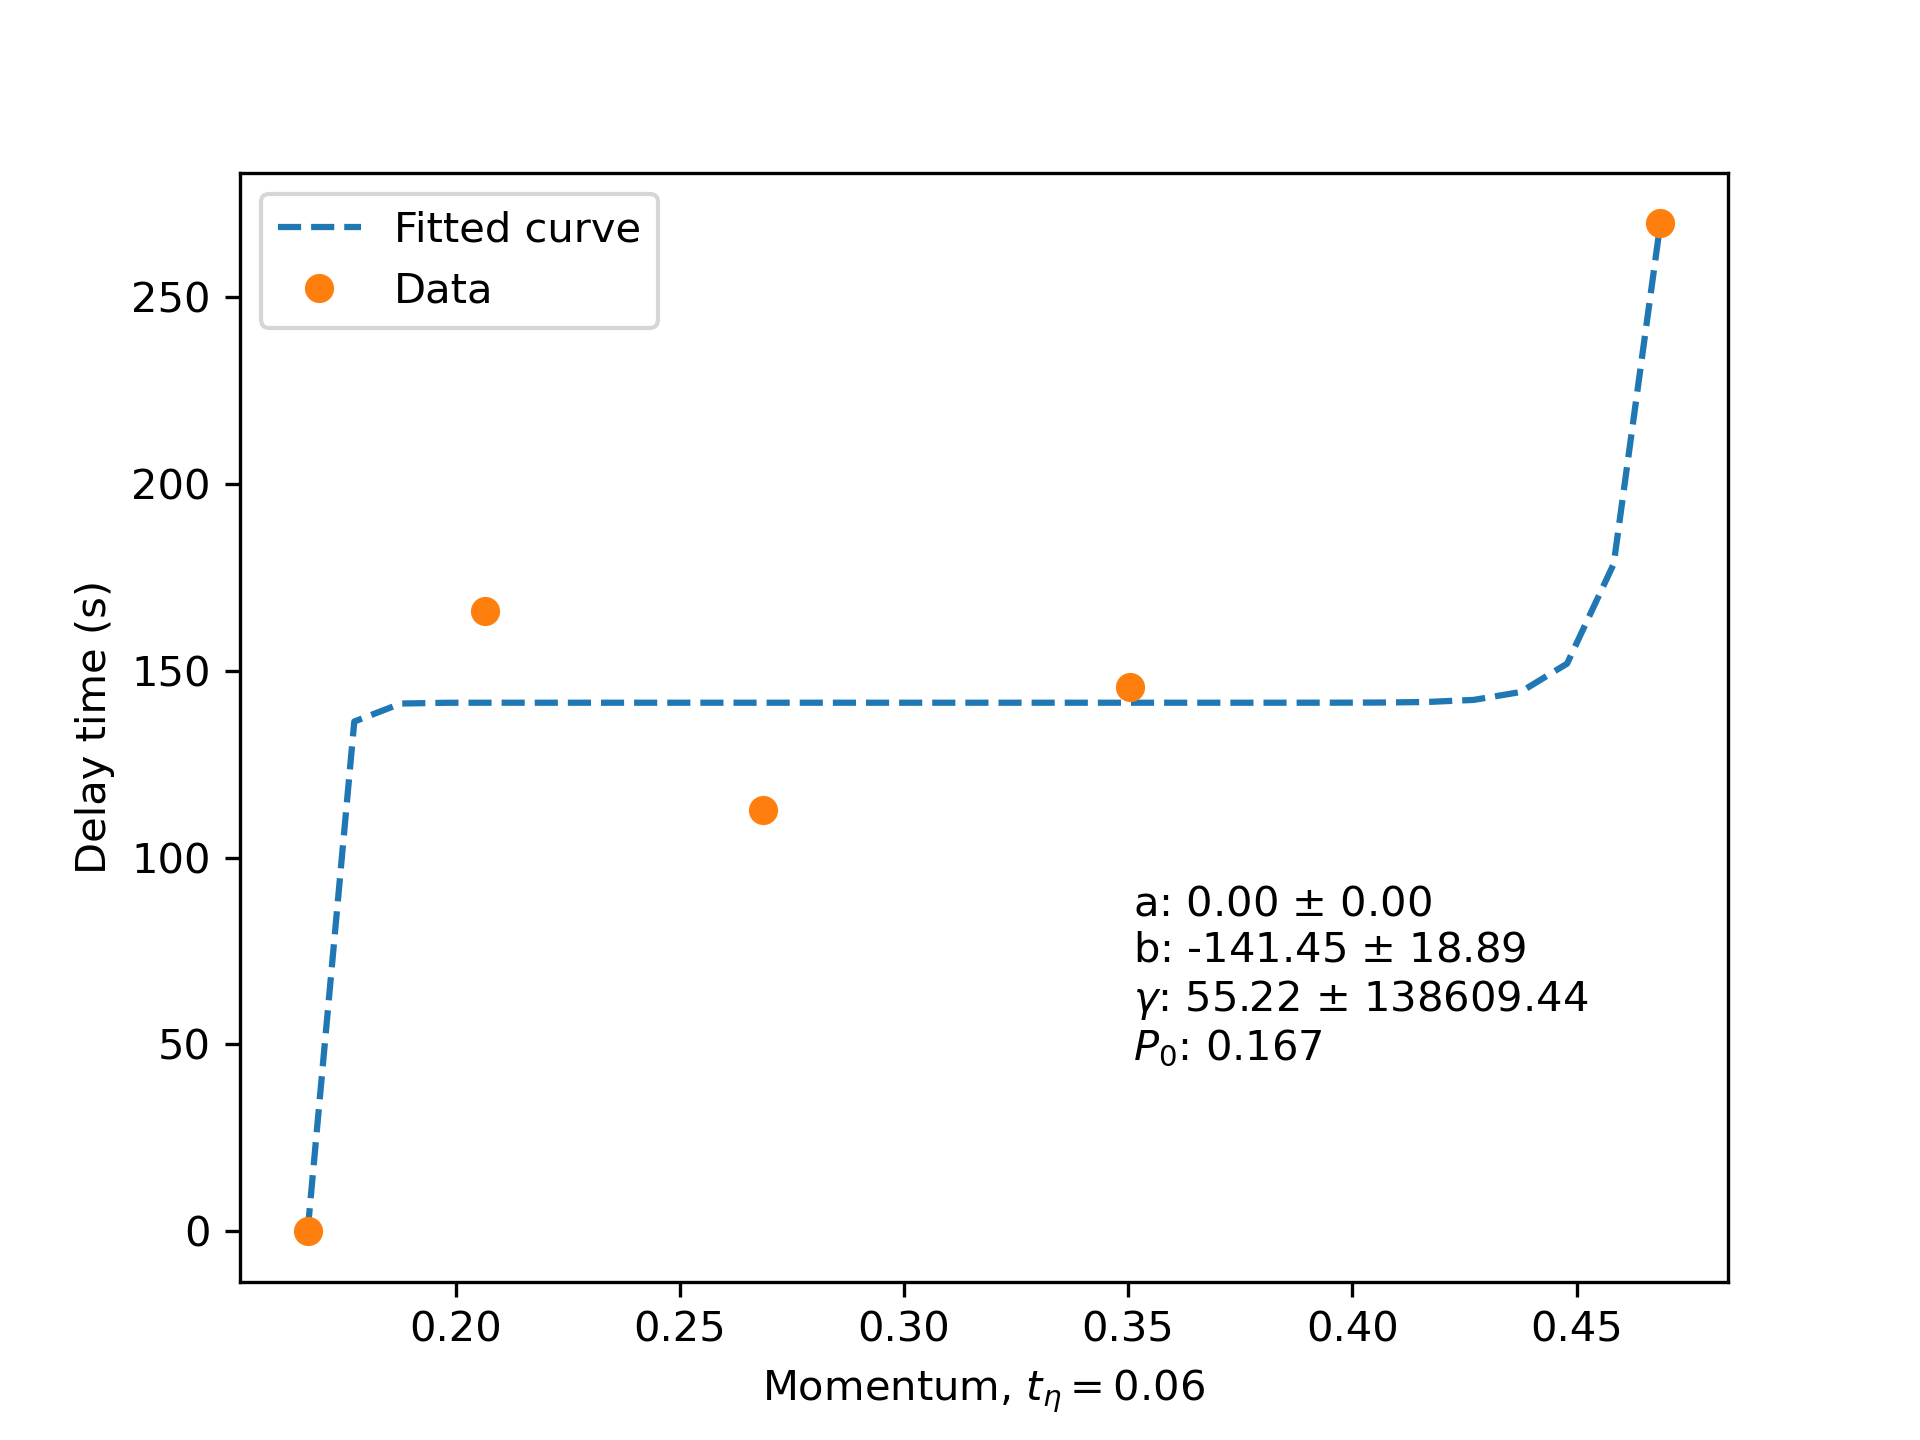 Fitted curve
Data
250
200
150
100
50
0
Delay time (s)
a: 0.00 ± 0.00
b: -141.45 ± 18.89
γ: 55.22 ± 138609.44
P₀: 0.167
0.20 0.25 0.30 0.35 0.40 0.45
Momentum, tη = 0.06